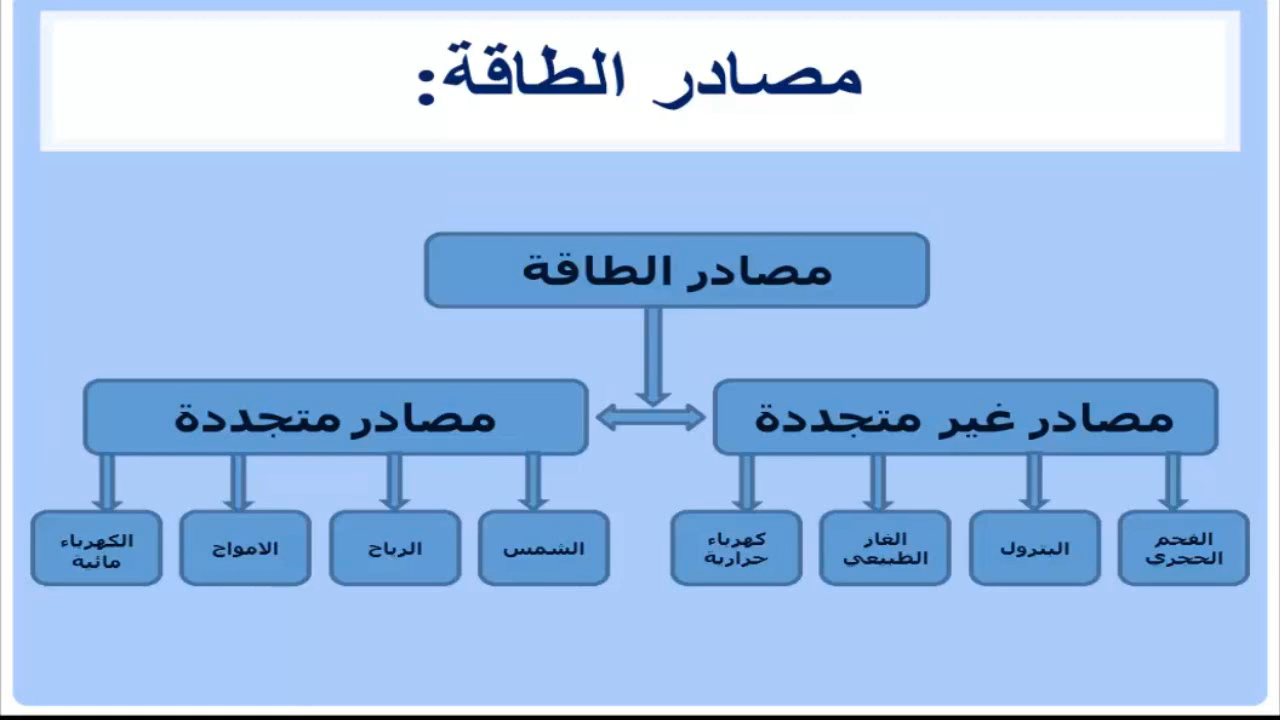 مصادر الطاقة:
مصادر الطاقة
مصادر غير متجددة
مصادر متجددة
الفحم
الحجرى
البترول
الغاز
الطبيعي
كهرباء
حرارية
الشمس
الرياح
الامواج
الكهرباء
مائية